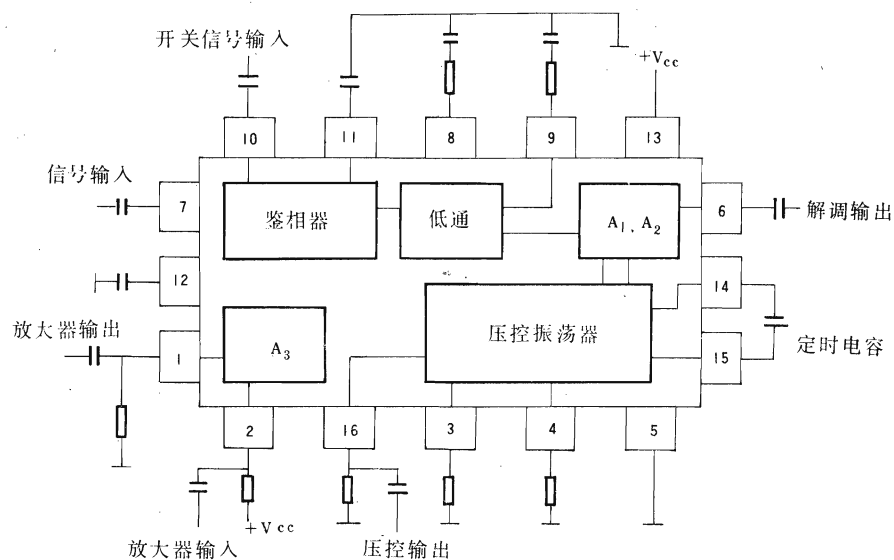 开关信号输入
+Vcc
10
11
8
9
13
信号输入
7
鉴相器
低通
A1, A2
6
解调输出
12
14
放大器输出
1
A3
压控振荡器
15
定时电容
2
16
3
4
5
+Vcc
放大器输入
压控输出